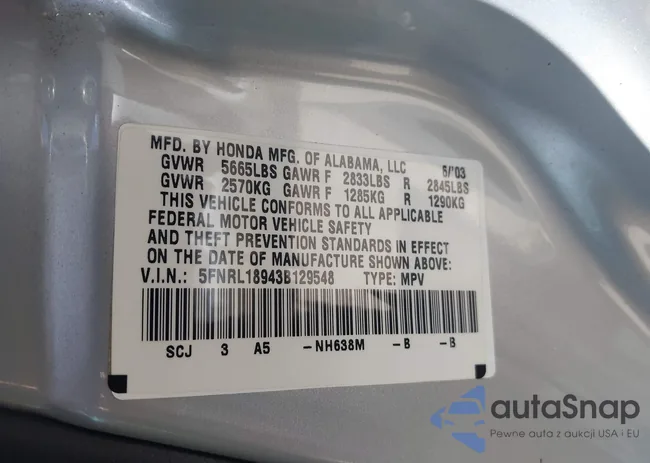 MFD. BY HONDA MFG. OF ALABAMA, LLC 5/'03
GVWR 5665LBS GAWR F 2833LBS R 2845LBS
GVWR 2570KG GAWR F 1285KG R 1290KG
THIS VEHICLE CONFORMS TO ALL APPLICABLE
FEDERAL MOTOR VEHICLE SAFETY
AND THEFT PREVENTION STANDARDS IN EFFECT
ON THE DATE OF MANUFACTURE SHOWN ABOVE:
V.I.N.: 5FNRL18943B129548 TYPE: MPV
SCJ 3 A5 -NH638M -B -B
autaSnap
Pewne auta z aukcji USA i EU